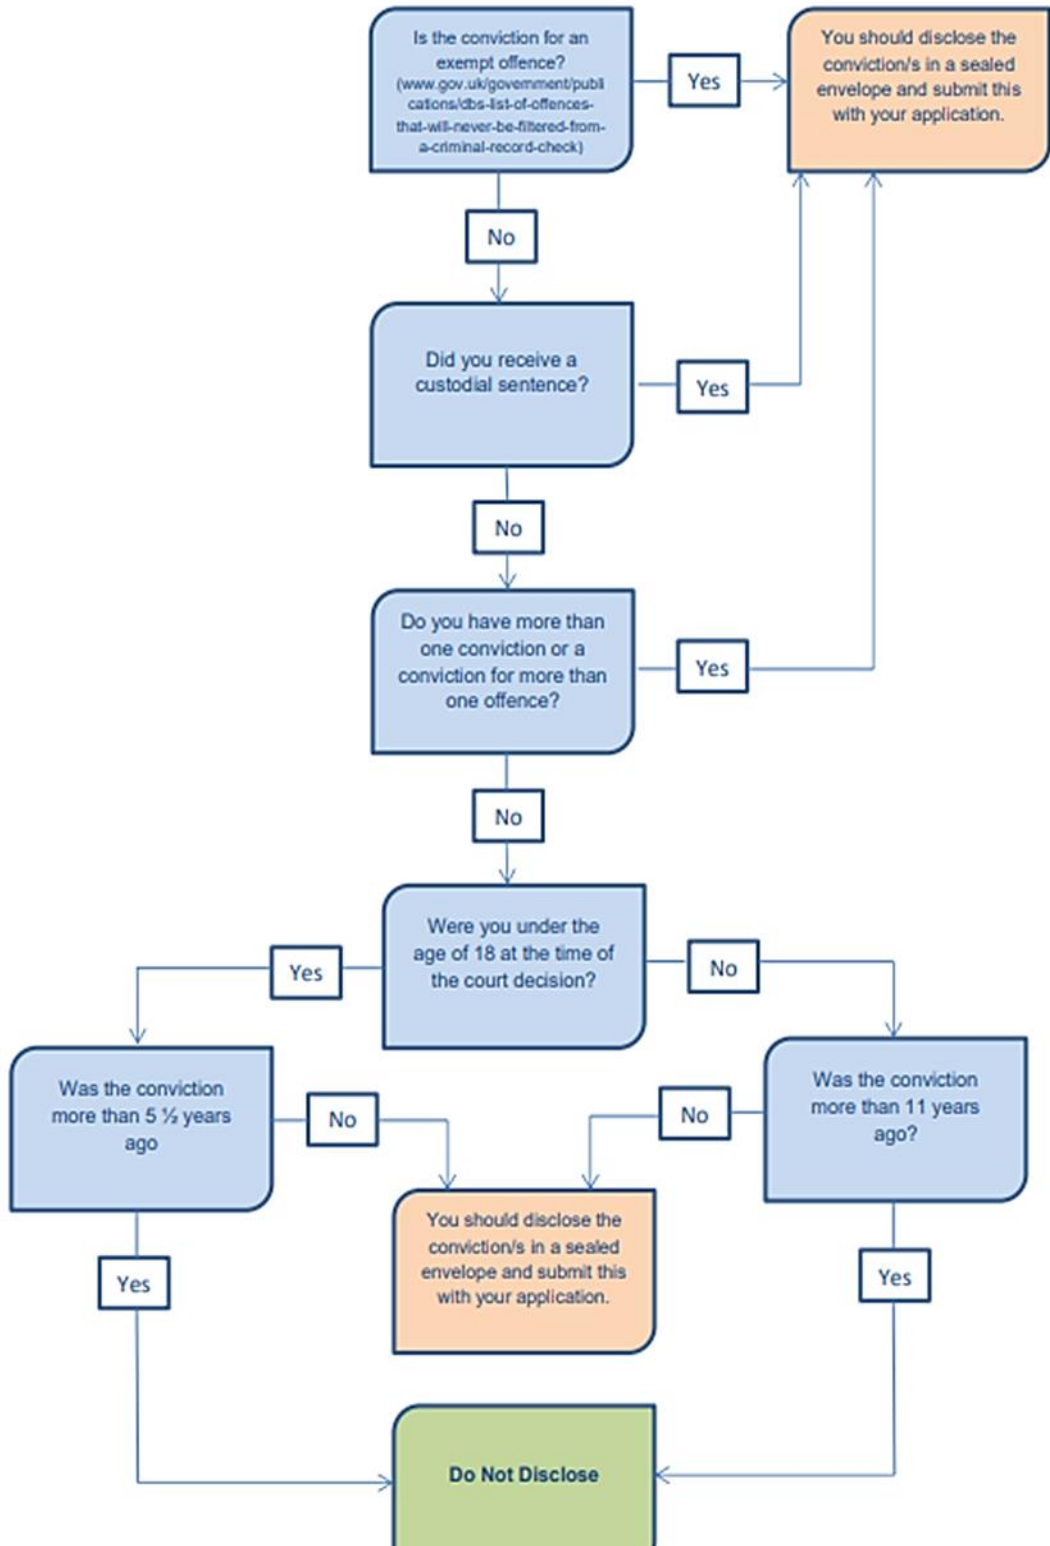 Is the conviction for an
exempt offence?
(www.gov.uk/government/publi
cations/dbs-list-of-offences-
that-will-never-be-filtered-from-
a-criminal-record-check)
Yes
You should disclose the
conviction/s in a sealed
envelope and submit this
with your application.
No
Did you receive a
custodial sentence?
Yes
No
Do you have more than
one conviction or a
conviction for more than
one offence?
Yes
No
Were you under the
age of 18 at the time of
the court decision?
Yes
No
Was the conviction
more than 5 ½ years
ago
No
Was the conviction
more than 11 years
ago?
No
You should disclose the
conviction/s in a sealed
envelope and submit this
with your application.
Yes
Yes
Do Not Disclose